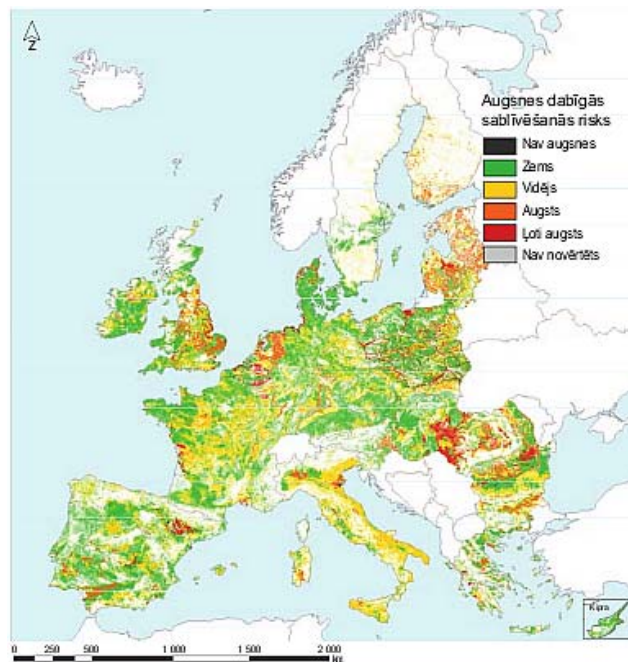 N
Augsnes dabīgās
sablīvēšanās risks
Nav augsnes
Zems
Vidējs
Augsts
Ļoti augsts
Nav novērtēts
Kipra
0 250 500 1 000 1 500 2 000
km